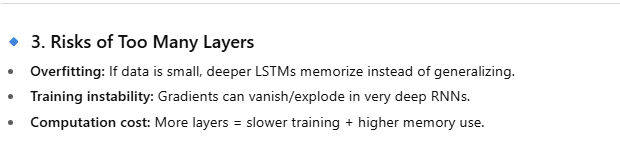 3. Risks of Too Many Layers
Overfitting: If data is small, deeper LSTMs memorize instead of generalizing.
Training instability: Gradients can vanish/explode in very deep RNNs.
Computation cost: More layers = slower training + higher memory use.